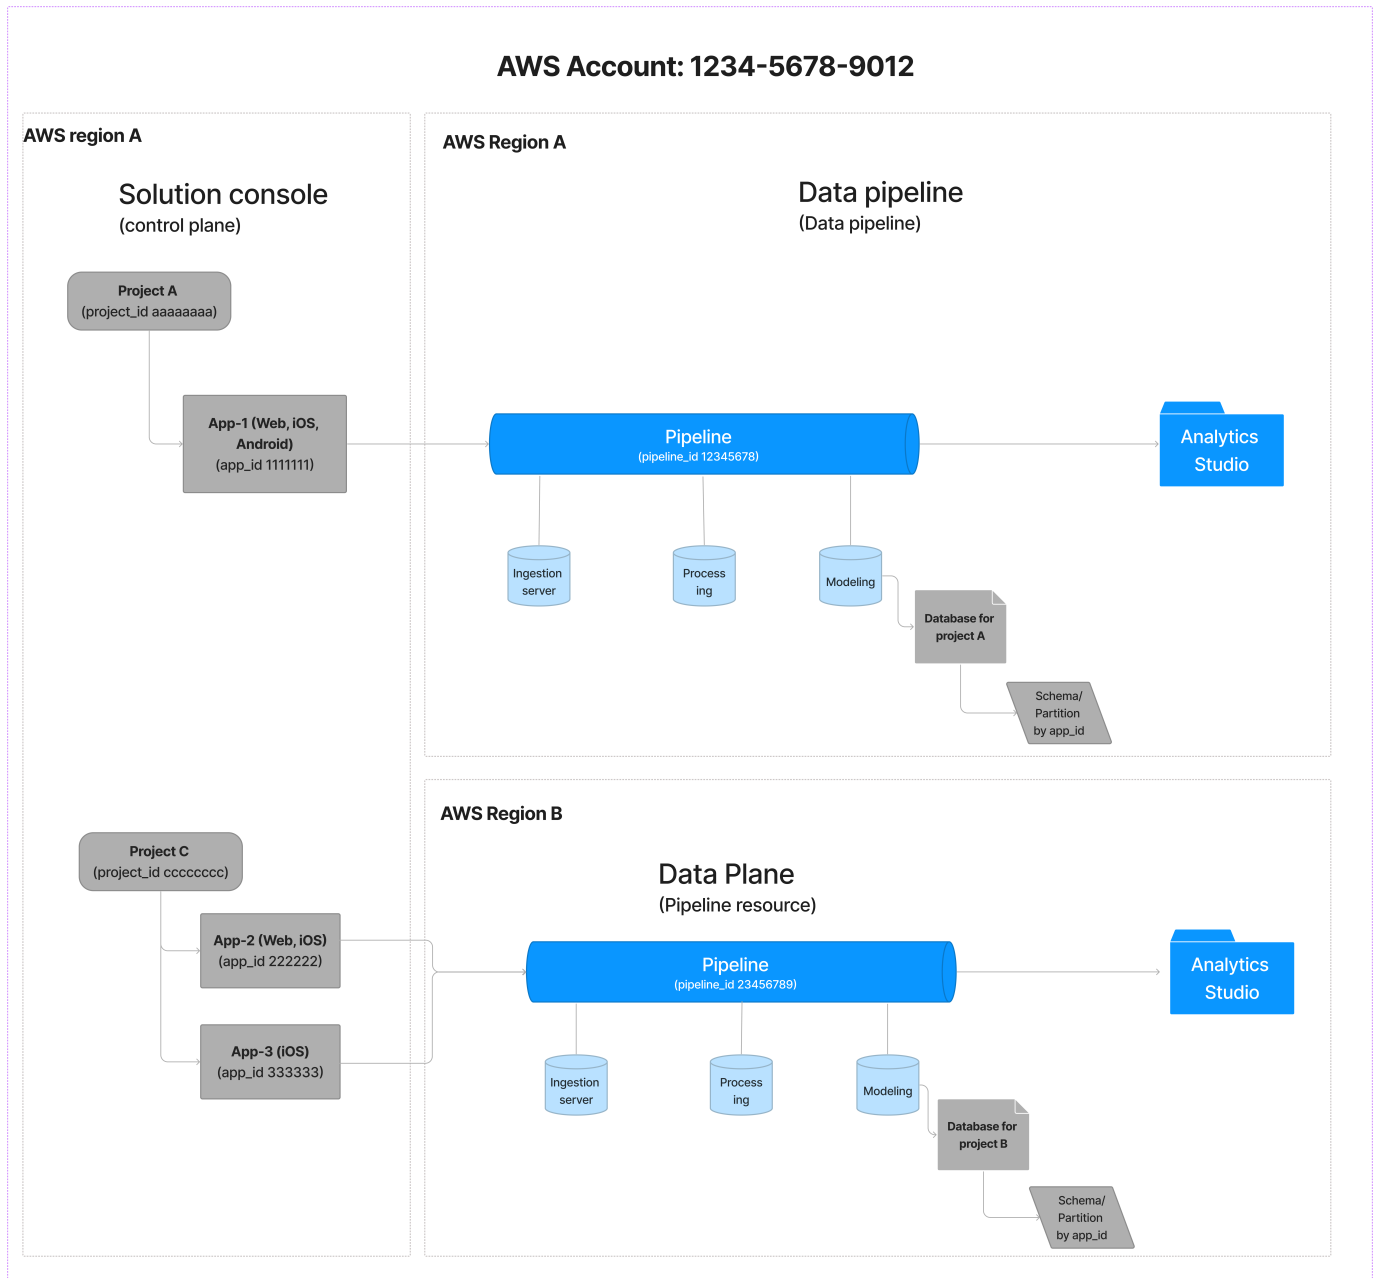 AWS Account: 1234-5678-9012
AWS region A
Solution console
(control plane)
Project A
(project_id aaaaaaaa)
App-1 (Web, iOS,
Android)
(app_id 1111111)
Project C
(project_id cccccccc)
App-2 (Web, iOS)
(app_id 222222)
App-3 (iOS)
(app_id 333333)
AWS Region A
Data pipeline
(Data pipeline)
Pipeline
(pipeline_id 12345678)
Analytics
Studio
Ingestion
server
Process
ing
Modeling
Database for
project A
Schema/
Partition
by app_id
AWS Region B
Data Plane
(Pipeline resource)
Pipeline
(pipeline_id 23456789)
Analytics
Studio
Ingestion
server
Process
ing
Modeling
Database for
project B
Schema/
Partition
by app_id